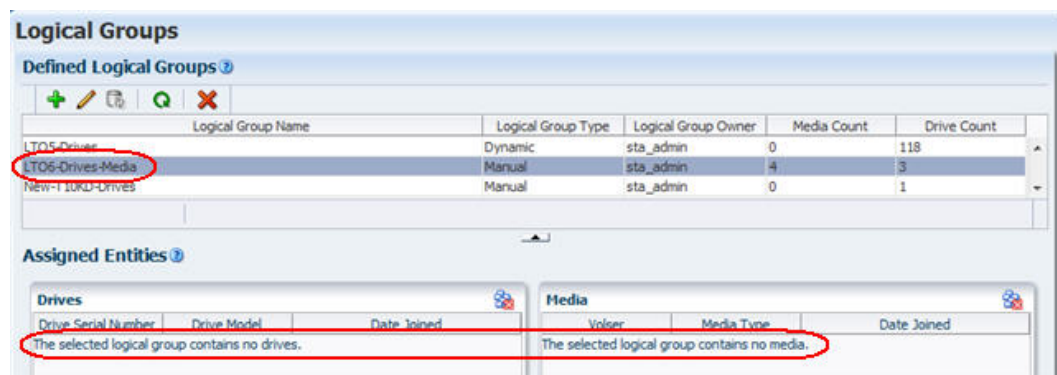 Logical Groups
Defined Logical Groups
Logical Group Name Logical Group Type Logical Group Owner Media Count Drive Count
LTO5-Drives Dynamic sta_admin 0 118
LTO6-Drives-Media Manual sta_admin 4 3
New-T10KD-Drives Manual sta_admin 0 1
Assigned Entities
Drives
Drive Serial Number Drive Model Date Joined
The selected logical group contains no drives.
Media
Volser Media Type Date Joined
The selected logical group contains no media.